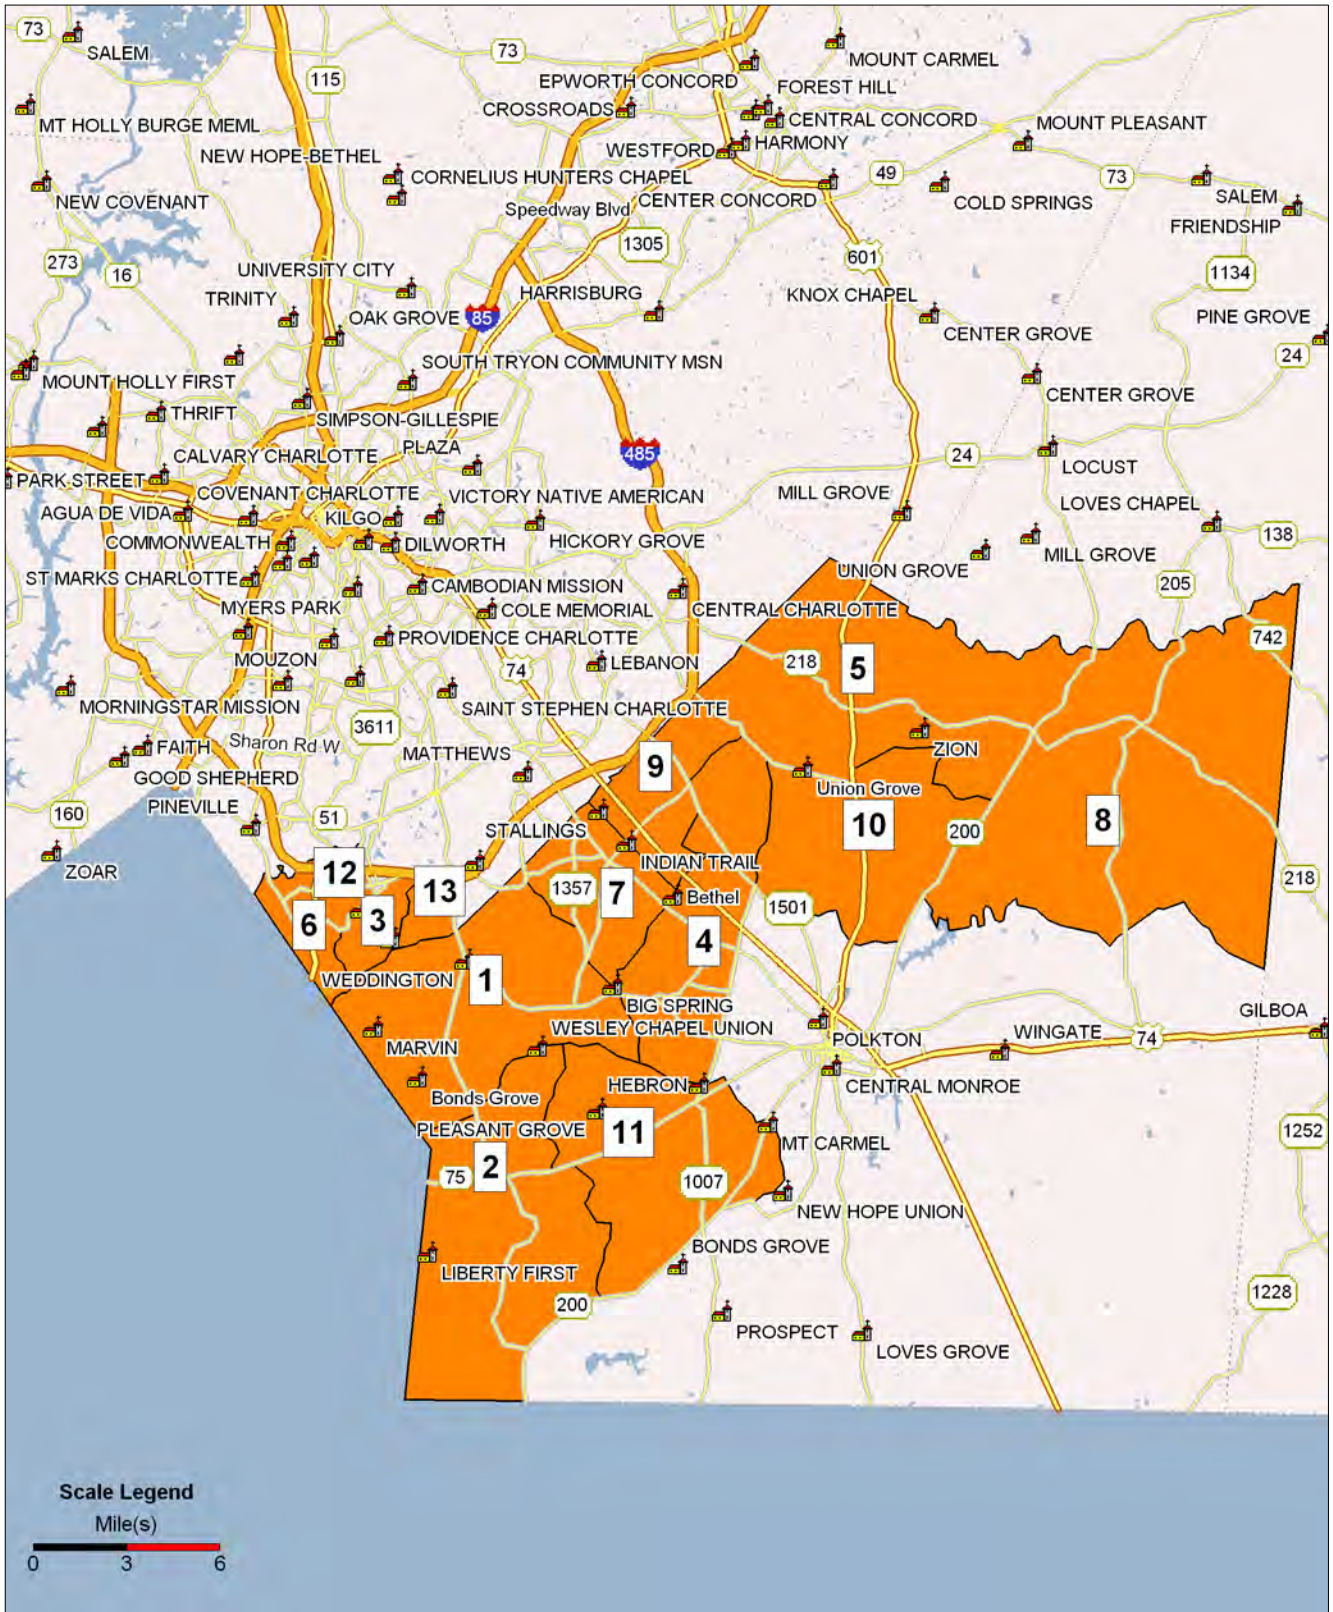 73
SALEM
115
73
EPWORTH CONCORD
MOUNT CARMEL
FOREST HILL
CROSSROADS
CENTRAL CONCORD
MT HOLLY BURGE MEML
MOUNT PLEASANT
NEW HOPE-BETHEL
WESTFORD
HARMONY
CORNELIUS HUNTERS CHAPEL
49
73
NEW COVENANT
Speedway Blvd
CENTER CONCORD
COLD SPRINGS
SALEM
FRIENDSHIP
1305
601
273
16
UNIVERSITY CITY
1134
TRINITY
HARRISBURG
KNOX CHAPEL
OAK GROVE
85
CENTER GROVE
PINE GROVE
24
SOUTH TRYON COMMUNITY MSN
MOUNT HOLLY FIRST
CENTER GROVE
THRIFT
SIMPSON-GILLESPIE
PLAZA
CALVARY CHARLOTTE
485
24
LOCUST
PARK STREET
COVENANT CHARLOTTE
VICTORY NATIVE AMERICAN
MILL GROVE
LOVES CHAPEL
AGUA DE VIDA
KILGO
COMMONWEALTH
DILWORTH
HICKORY GROVE
138
MILL GROVE
ST MARKS CHARLOTTE
CAMBODIAN MISSION
UNION GROVE
205
MYERS PARK
COLE MEMORIAL
CENTRAL CHARLOTTE
PROVIDENCE CHARLOTTE
742
MOUZON
74
LEBANON
218
5
MORNINGSTAR MISSION
SAINT STEPHEN CHARLOTTE
3611
FAITH
Sharon Rd W
MATTHEWS
ZION
9
GOOD SHEPHERD
Union Grove
PINEVILLE
160
51
STALLINGS
10
200
8
INDIAN TRAIL
ZOAR
12
13
1357
7
Bethel
218
1501
6
3
4
WEDDINGTON
1
BIG SPRING
GILBOA
WESLEY CHAPEL UNION
POLKTON
WINGATE
74
MARVIN
HEBRON
CENTRAL MONROE
Bonds Grove
PLEASANT GROVE
11
MT CARMEL
1252
75
2
1007
NEW HOPE UNION
BONDS GROVE
LIBERTY FIRST
200
1228
PROSPECT
LOVES GROVE
Scale Legend
Mile(s)
0 3 6